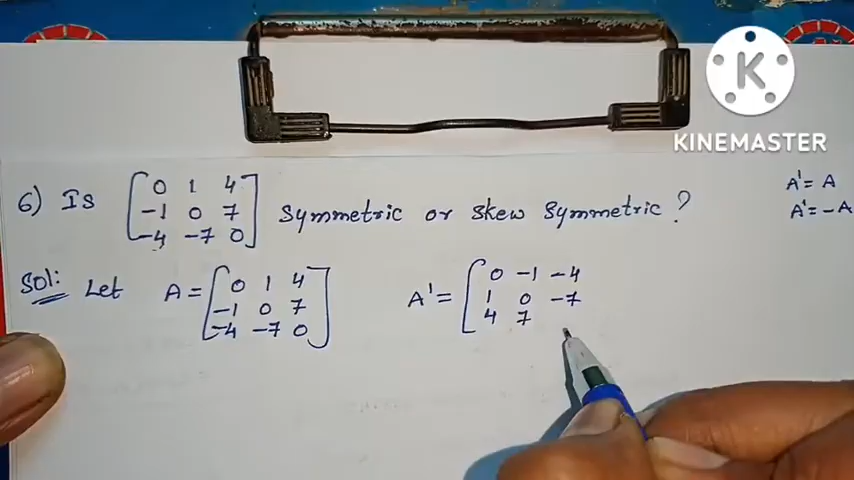 K
KINEMASTER
A' = A
A' = -A
6) Is [0 1 4 Symmetric or skew symmetric ?
-1 0 7
-4 -7 0]
Sol: Let A = [0 1 4
-1 0 7
-4 -7 0]
A' = [0 -1 -4
1 0 -7
4 7